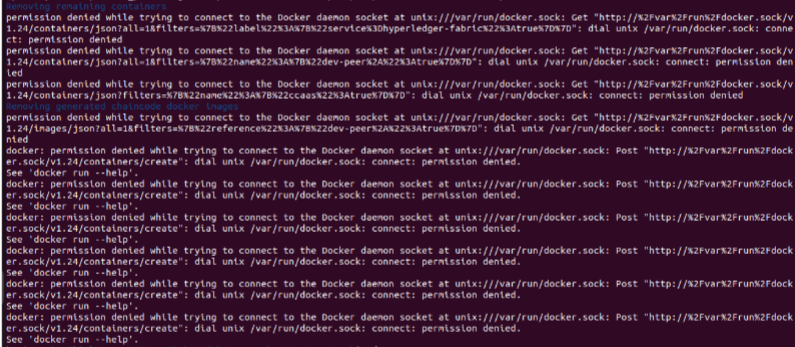 Removing remaining containers
permission denied while trying to connect to the Docker daemon socket at unix:///var/run/docker.sock: Get "http://%2Fvar%2Frun%2Fdocker.sock/v
1.24/containers/json?all=1&filters=%7B%22label%22%3A%7B%22service%3Dhyperledger-fabric%22%3Atrue%7D%7D": dial unix /var/run/docker.sock: conne
ct: permission denied
permission denied while trying to connect to the Docker daemon socket at unix:///var/run/docker.sock: Get "http://%2Fvar%2Frun%2Fdocker.sock/v
1.24/containers/json?all=1&filters=%7B%22name%22%3A%7B%22dev-peer%2A%22%3Atrue%7D%7D": dial unix /var/run/docker.sock: connect: permission den
ied
permission denied while trying to connect to the Docker daemon socket at unix:///var/run/docker.sock: Get "http://%2Fvar%2Frun%2Fdocker.sock/v
1.24/containers/json?all=1&filters=%7B%22name%22%3A%7B%22ccaas%22%3Atrue%7D%7D": dial unix /var/run/docker.sock: connect: permission denied
Removing generated chaincode docker images
permission denied while trying to connect to the Docker daemon socket at unix:///var/run/docker.sock: Get "http://%2Fvar%2Frun%2Fdocker.sock/v
1.24/images/json?all=1&filters=%7B%22reference%22%3A%7B%22dev-peer%2A%22%3Atrue%7D%7D": dial unix /var/run/docker.sock: connect: permission de
nied
docker: permission denied while trying to connect to the Docker daemon socket at unix:///var/run/docker.sock: Post "http://%2Fvar%2Frun%2Fdock
er.sock/v1.24/containers/create": dial unix /var/run/docker.sock: connect: permission denied.
See 'docker run --help'.
docker: permission denied while trying to connect to the Docker daemon socket at unix:///var/run/docker.sock: Post "http://%2Fvar%2Frun%2Fdock
er.sock/v1.24/containers/create": dial unix /var/run/docker.sock: connect: permission denied.
See 'docker run --help'.
docker: permission denied while trying to connect to the Docker daemon socket at unix:///var/run/docker.sock: Post "http://%2Fvar%2Frun%2Fdock
er.sock/v1.24/containers/create": dial unix /var/run/docker.sock: connect: permission denied.
See 'docker run --help'.
docker: permission denied while trying to connect to the Docker daemon socket at unix:///var/run/docker.sock: Post "http://%2Fvar%2Frun%2Fdock
er.sock/v1.24/containers/create": dial unix /var/run/docker.sock: connect: permission denied.
See 'docker run --help'.
docker: permission denied while trying to connect to the Docker daemon socket at unix:///var/run/docker.sock: Post "http://%2Fvar%2Frun%2Fdock
er.sock/v1.24/containers/create": dial unix /var/run/docker.sock: connect: permission denied.
See 'docker run --help'.
docker: permission denied while trying to connect to the Docker daemon socket at unix:///var/run/docker.sock: Post "http://%2Fvar%2Frun%2Fdock
er.sock/v1.24/containers/create": dial unix /var/run/docker.sock: connect: permission denied.
See 'docker run --help'.